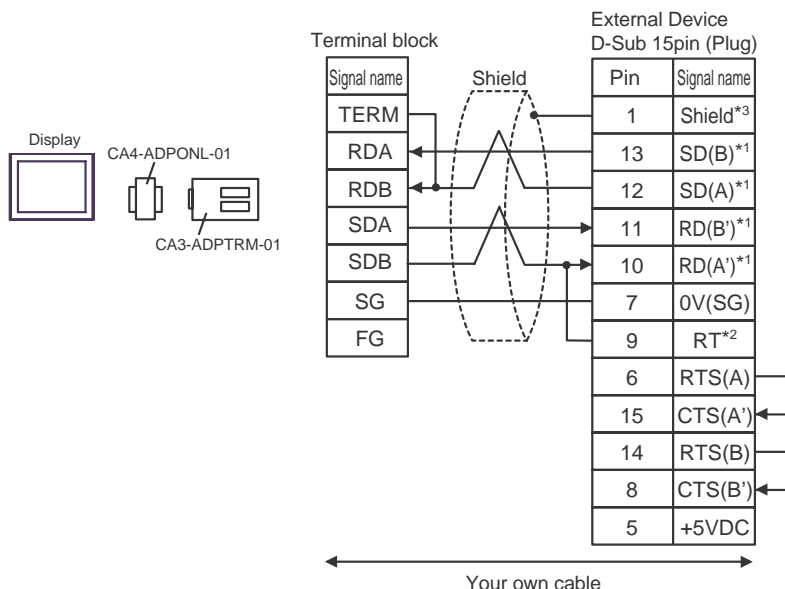 External Device
Terminal block
D-Sub 15pin (Plug)
Signal name
Shield
Pin
Signal name
TERM
1
Shield*3
Display
CA4-ADPONL-01
RDA
13
SD(B)*1
RDB
12
SD(A)*1
CA3-ADPTRM-01
SDA
11
RD(B’)*1
SDB
10
RD(A’)*1
SG
7
0V(SG)
FG
9
RT*2
6
RTS(A)
15
CTS(A’)
14
RTS(B)
8
CTS(B’)
5
+5VDC
Your own cable